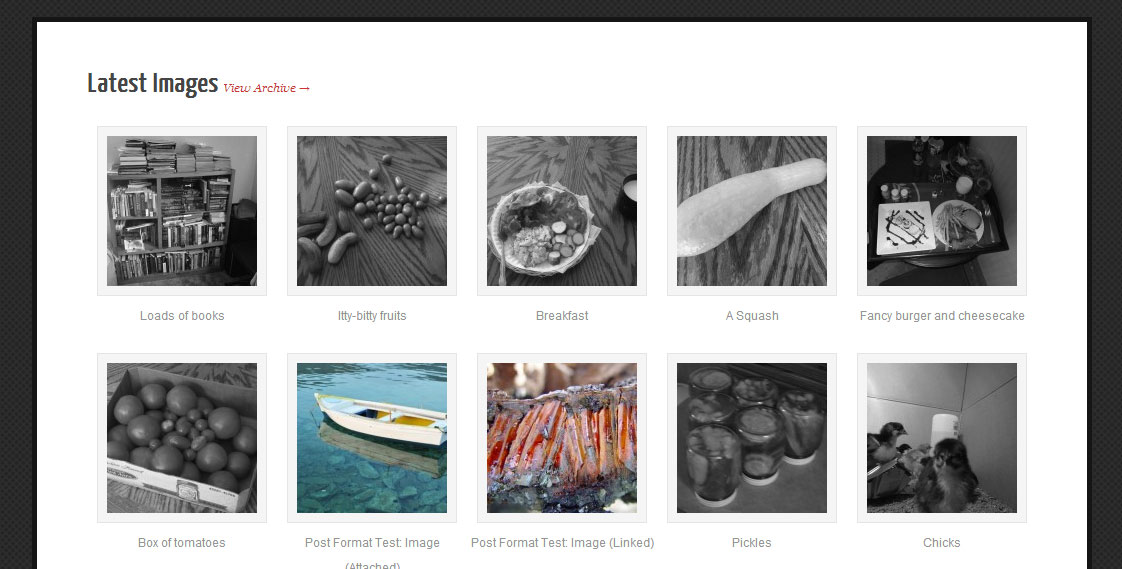 Latest Images View Archive →
Loads of books
Itty-bitty fruits
Breakfast
A Squash
Fancy burger and cheesecake
Box of tomatoes
Post Format Test: Image
(Attached)
Post Format Test: Image (Linked)
Pickles
Chicks